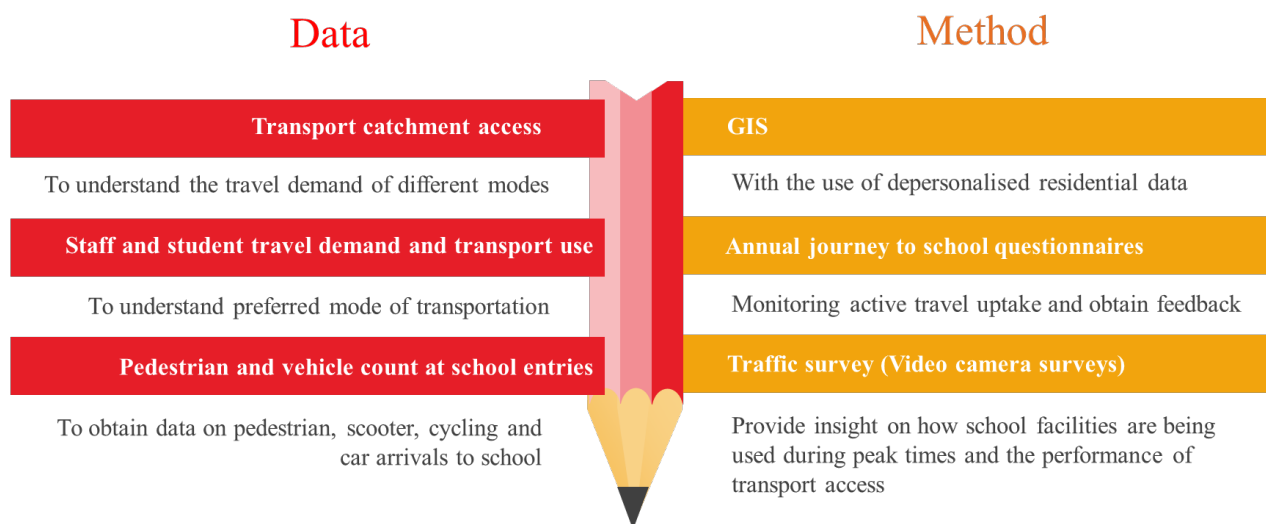 Data
Method
Transport catchment access
GIS
To understand the travel demand of different modes
With the use of depersonalised residential data
Staff and student travel demand and transport use
Annual journey to school questionnaires
To understand preferred mode of transportation
Monitoring active travel uptake and obtain feedback
Pedestrian and vehicle count at school entries
Traffic survey (Video camera surveys)
To obtain data on pedestrian, scooter, cycling and
car arrivals to school
Provide insight on how school facilities are being
used during peak times and the performance of
transport access